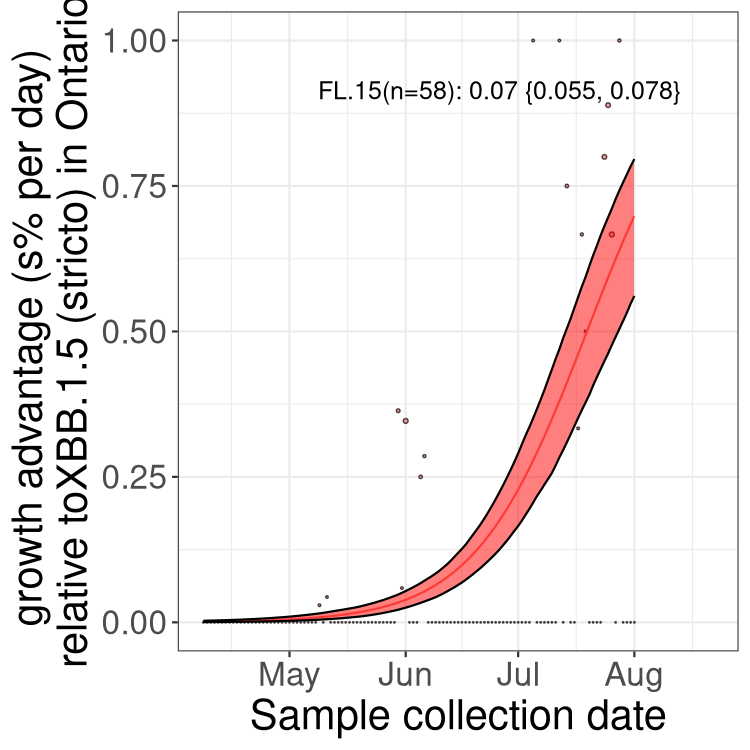 growth advantage (s% per day)
relative toXBB.1.5 (stricto) in Ontario
1.00
0.75
0.50
0.25
0.00
FL.15(n=58): 0.07 {0.055, 0.078}
May Jun Jul Aug
Sample collection date